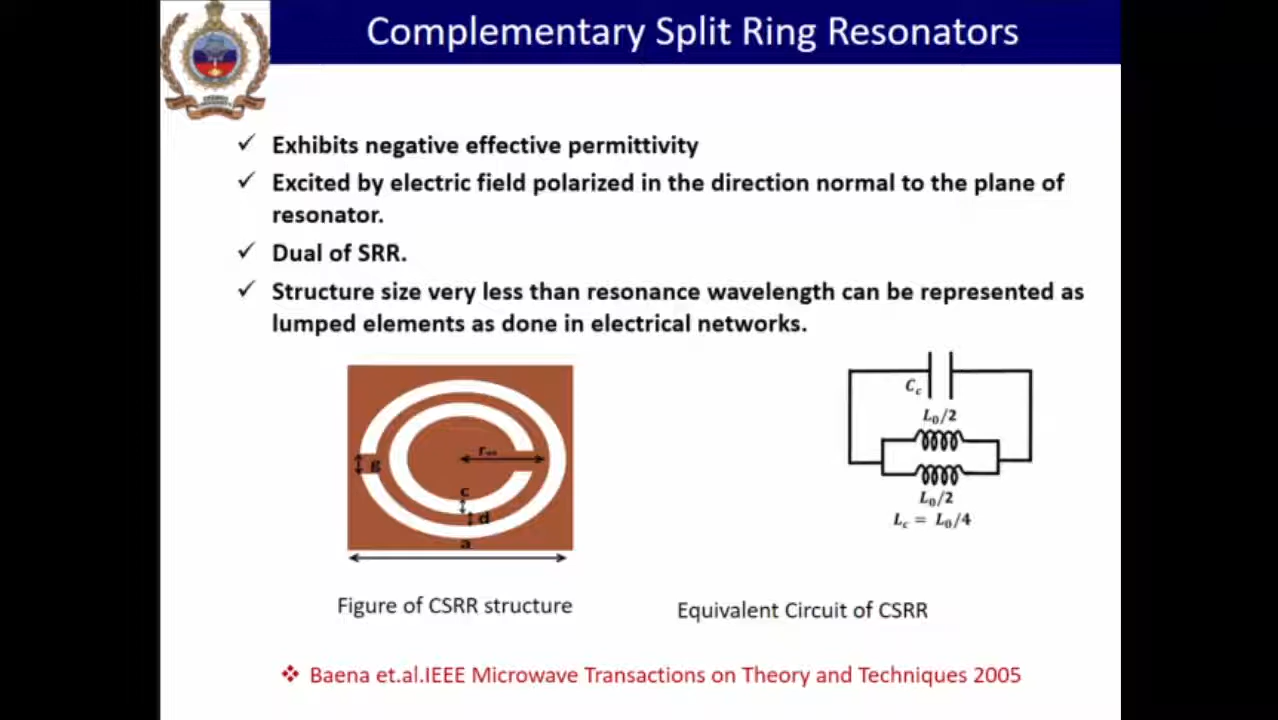 Complementary Split Ring Resonators
✓ Exhibits negative effective permittivity
✓ Excited by electric field polarized in the direction normal to the plane of
resonator.
✓ Dual of SRR.
✓ Structure size very less than resonance wavelength can be represented as
lumped elements as done in electrical networks.
g
c
d
a
C_c
L₀/2
L₀/2
L_c = L₀/4
Figure of CSRR structure
Equivalent Circuit of CSRR
❖ Baena et.al.IEEE Microwave Transactions on Theory and Techniques 2005